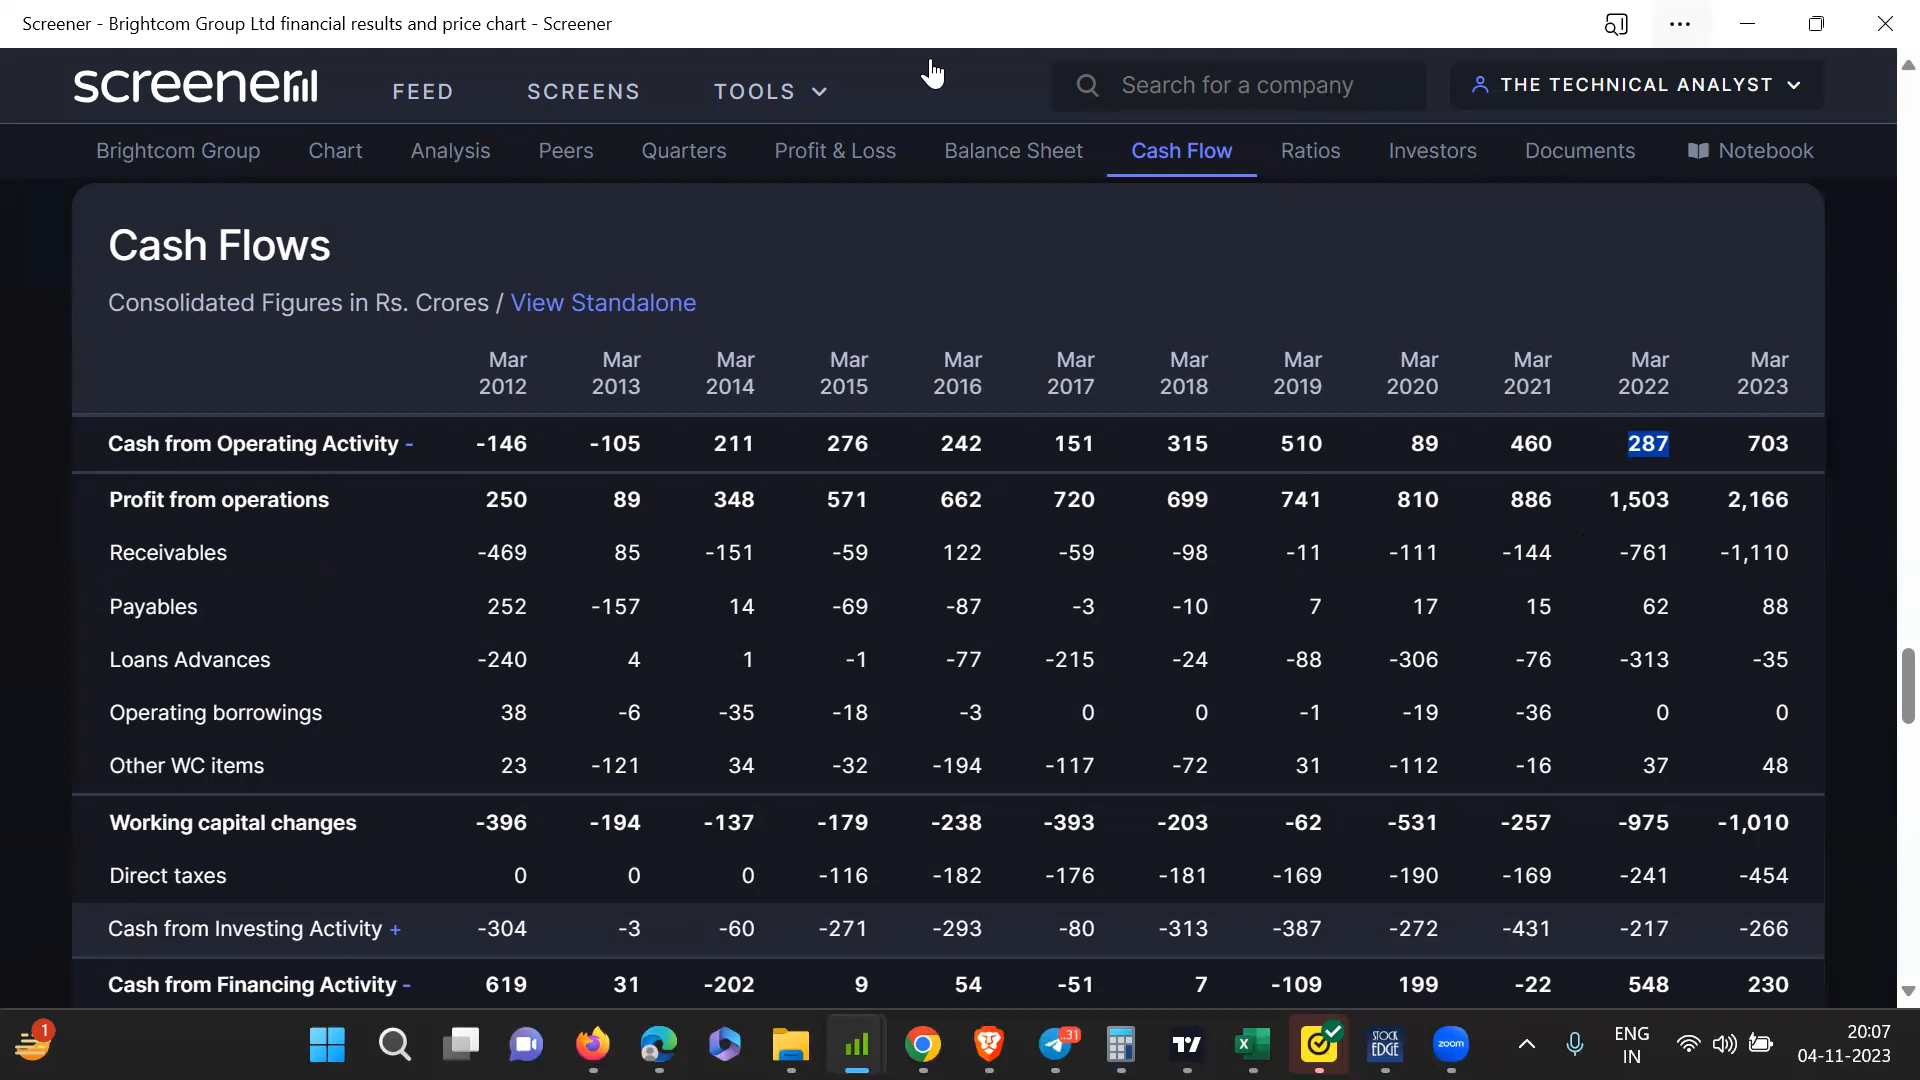 Screener - Brightcom Group Ltd financial results and price chart - Screener
screener FEED SCREENS TOOLS Search for a company THE TECHNICAL ANALYST
Brightcom Group Chart Analysis Peers Quarters Profit & Loss Balance Sheet Cash Flow Ratios Investors Documents Notebook
Cash Flows
Consolidated Figures in Rs. Crores / View Standalone
Mar Mar Mar Mar Mar Mar Mar Mar Mar Mar Mar Mar
2012 2013 2014 2015 2016 2017 2018 2019 2020 2021 2022 2023
Cash from Operating Activity - -146 -105 211 276 242 151 315 510 89 460 287 703
Profit from operations 250 89 348 571 662 720 699 741 810 886 1,503 2,166
Receivables -469 85 -151 -59 122 -59 -98 -11 -111 -144 -761 -1,110
Payables 252 -157 14 -69 -87 -3 -10 7 17 15 62 88
Loans Advances -240 4 1 -1 -77 -215 -24 -88 -306 -76 -313 -35
Operating borrowings 38 -6 -35 -18 -3 0 0 -1 -19 -36 0 0
Other WC items 23 -121 34 -32 -194 -117 -72 31 -112 -16 37 48
Working capital changes -396 -194 -137 -179 -238 -393 -203 -62 -531 -257 -975 -1,010
Direct taxes 0 0 0 -116 -182 -176 -181 -169 -190 -169 -241 -454
Cash from Investing Activity + -304 -3 -60 -271 -293 -80 -313 -387 -272 -431 -217 -266
Cash from Financing Activity - 619 31 -202 9 54 -51 7 -109 199 -22 548 230
1 31 STOCK EDGE zoom ENG 20:07
IN 04-11-2023